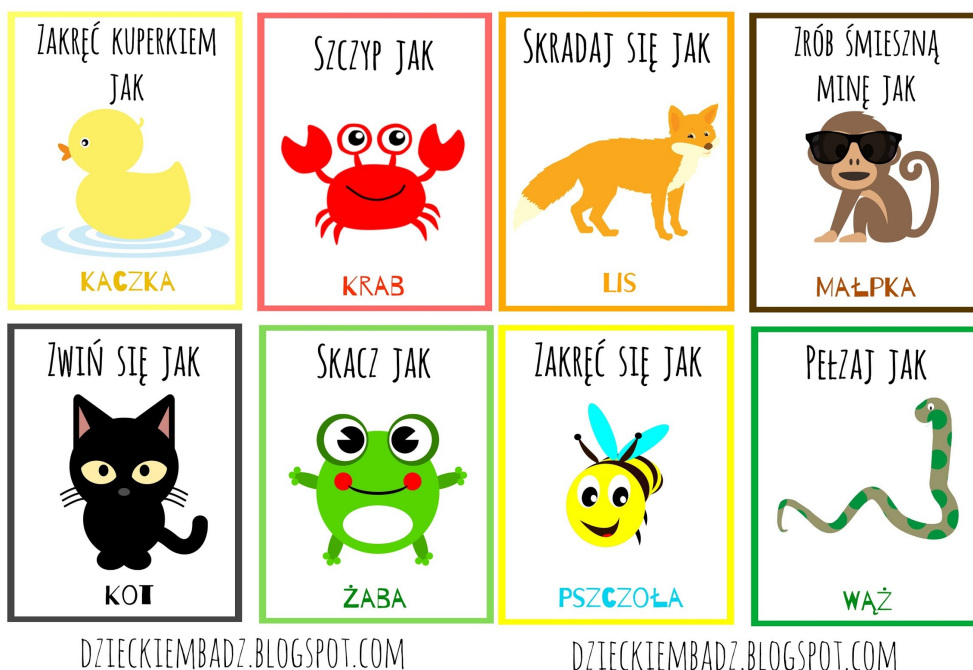 ZAKRĘĆ KUPERKIEM
JAK
KACZKA
SZCZYP JAK
KRAB
SKRADAJ SIĘ JAK
LIS
ZRÓB ŚMIESZNĄ
MINĘ JAK
MAŁPKA
ZWIŃ SIĘ JAK
KOT
SKACZ JAK
ŻABA
ZAKRĘĆ SIĘ JAK
PSZCZOŁA
PEŁZAJ JAK
WĄŻ
DZIECKIEMBADZ.BLOGSPOT.COM
DZIECKIEMBADZ.BLOGSPOT.COM